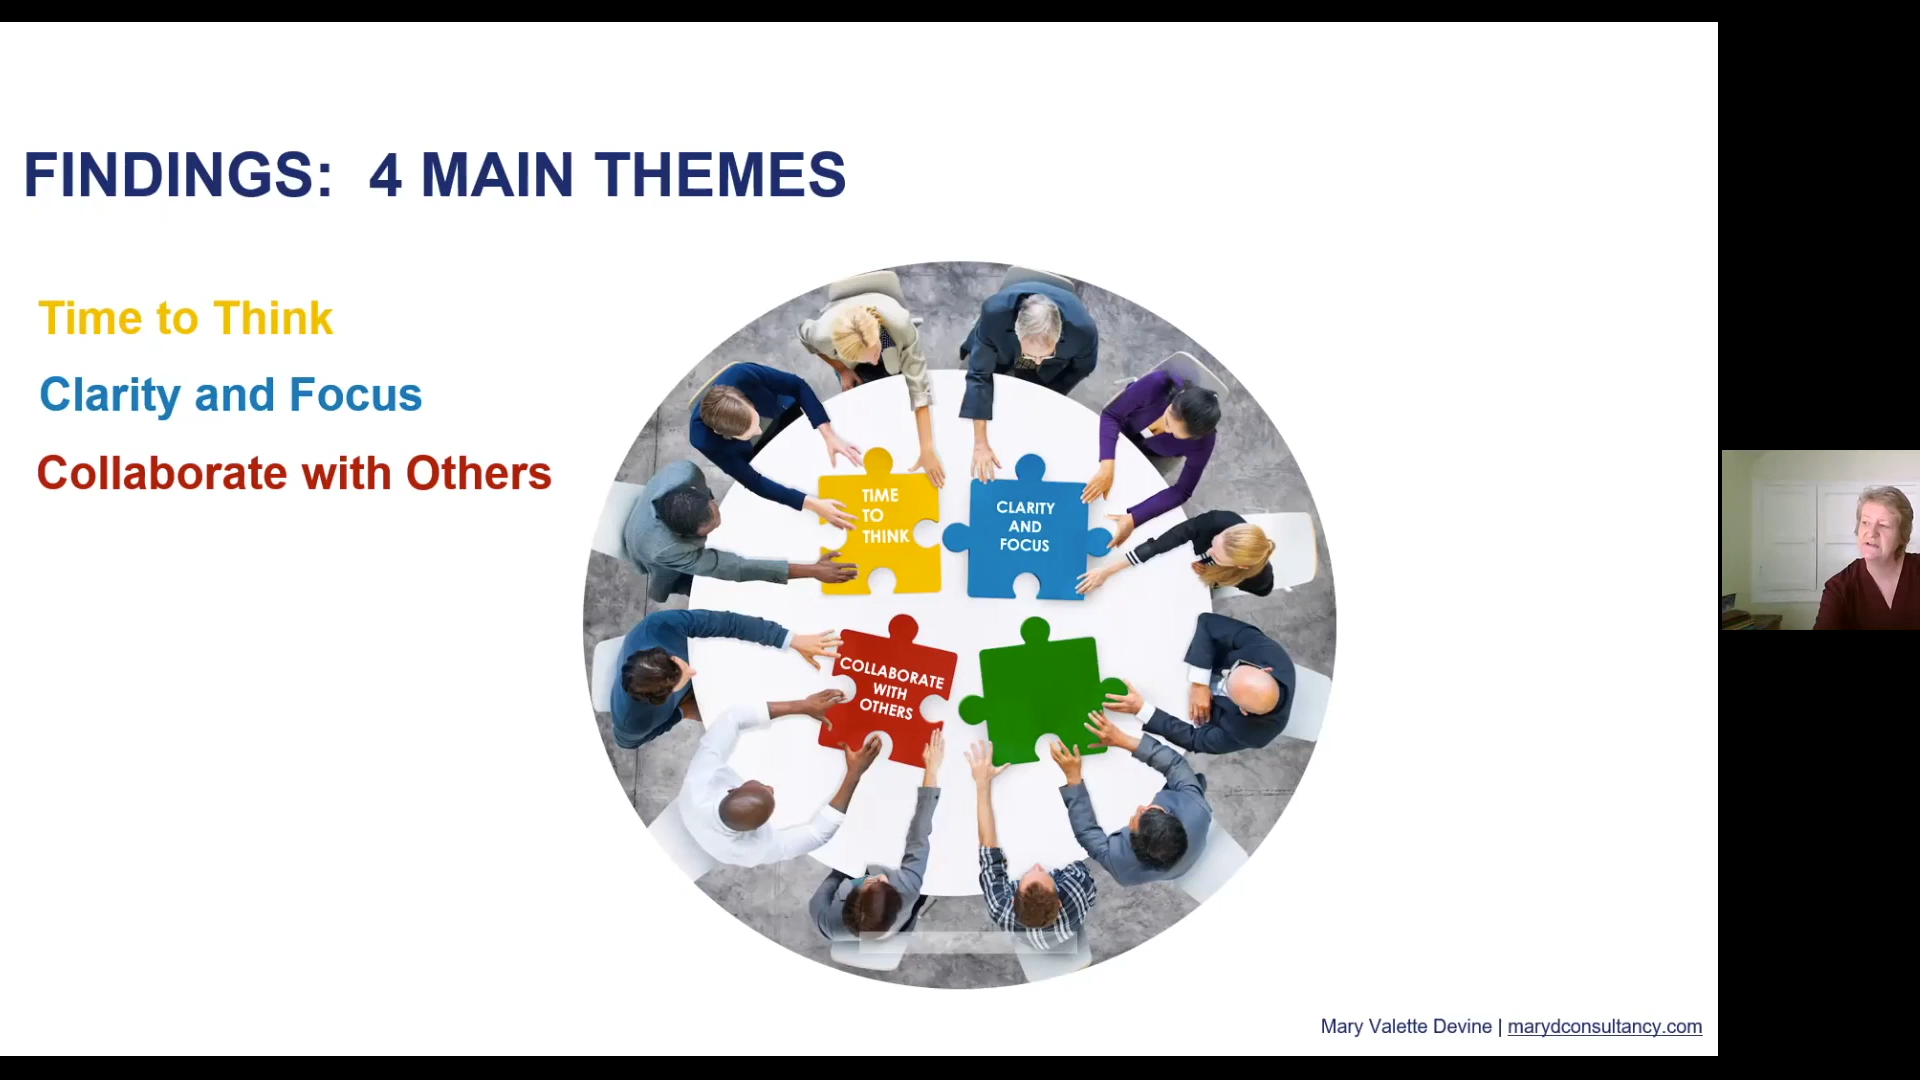 FINDINGS: 4 MAIN THEMES
Time to Think
Clarity and Focus
Collaborate with Others
TIME
TO
THINK
CLARITY
AND
FOCUS
COLLABORATE
WITH
OTHERS
Mary Valette Devine | marydconsultancy.com